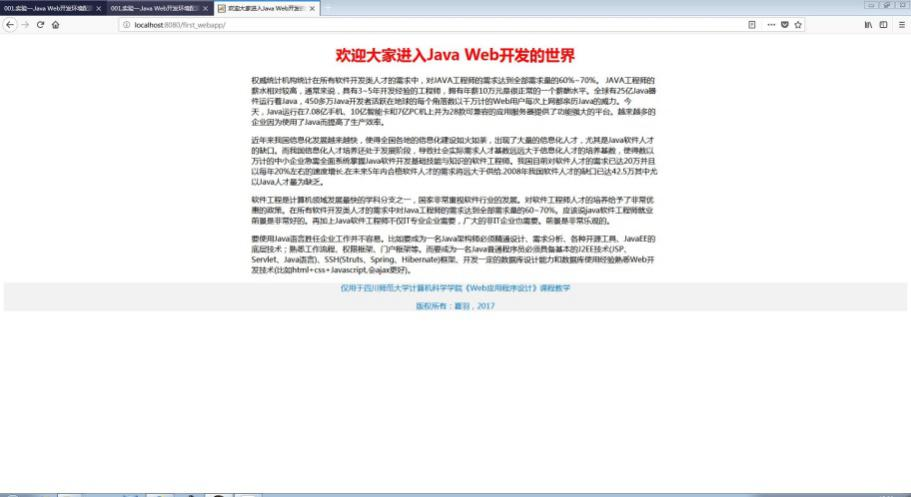 001.实验一-Java Web开发环境配
001.实验一-Java Web开发环境配
欢迎大家进入Java Web开发的
localhost:8080/first_webapp/
欢迎大家进入Java Web开发的世界
权威统计机构统计在所有软件开发类人才的需求中，对JAVA工程师的需求达到全部需求量的60%~70%。 JAVA工程师的
薪水相对较高，通常来说，具有3~5年开发经验的工程师，拥有年薪10万元是很正常的一个薪酬水平。全球有25亿Java器
件运行着Java，450多万Java开发者活跃在地球的每个角落数以千万计的Web用户每次上网都亲历Java的威力。今
天，Java运行在7.08亿手机、10亿智能卡和7亿PC机上并为28款可兼容的应用服务器提供了功能强大的平台。越来越多的
企业因为使用了Java而提高了生产效率。
近年来我国信息化发展越来越快，使得全国各地的信息化建设如火如荼，出现了大量的信息化人才，尤其是Java软件人才
的缺口。而我国信息化人才培养还处于发展阶段，导致社会实际需求人才基数远远大于信息化人才的培养基数，使得数以
万计的中小企业急需全面系统掌握Java软件开发基础技能与知识的软件工程师。我国目前对软件人才的需求已达20万并且
以每年20%左右的速度增长.在未来5年内合格软件人才的需求将远大于供给.2008年我国软件人才的缺口已达42.5万其中尤
以Java人才最为缺乏。
软件工程是计算机领域发展最快的学科分支之一，国家非常重视软件行业的发展。对软件工程师人才的培养给予了非常优
惠的政策。在所有软件开发类人才的需求中对Java工程师的需求达到全部需求量的60~70%。应该说java软件工程师就业
前景是非常好的。再加上Java软件工程师不仅IT专业企业需要，广大的非IT企业也需要。前景是非常乐观的。
要使用Java语言胜任企业工作并不容易。比如要成为一名Java架构师必须精通设计、需求分析、各种开源工具、JavaEE的
底层技术；熟悉工作流程、权限框架、门户框架等。而要成为一名Java普通程序员必须具备基本的J2EE技术(JSP、
Servlet、Java语言)、SSH(Struts、Spring、Hibernate)框架、开发一定的数据库设计能力和数据库使用经验熟悉Web开
发技术(比如html+css+Javascript,会ajax更好)。
仅用于四川师范大学计算机科学学院《Web应用程序设计》课程教学
版权所有：夏羽，2017